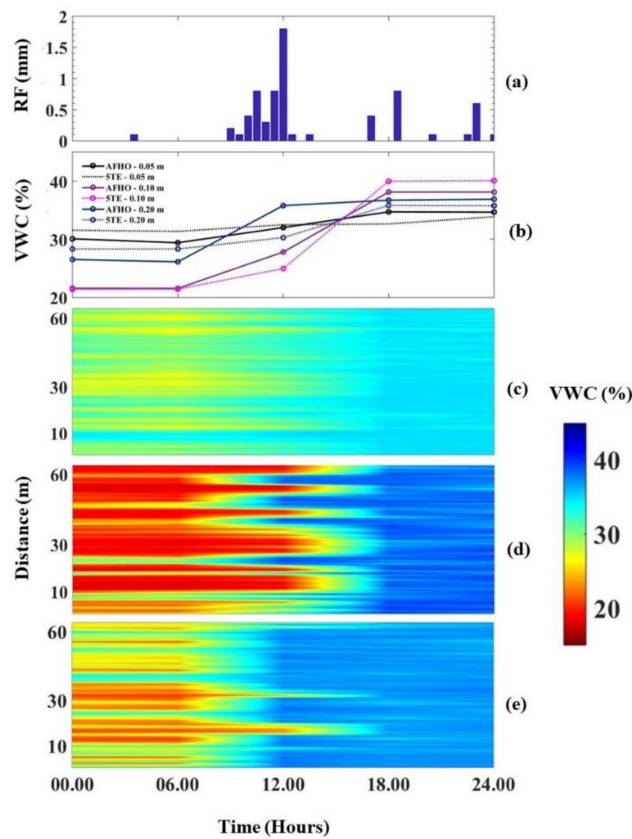 2
1.5
1
0.5
0
RF (mm)
(a)
AFHO - 0.05 m
5TE - 0.05 m
AFHO - 0.10 m
5TE - 0.10 m
AFHO - 0.20 m
5TE - 0.20 m
40
30
20
VWC (%)
(b)
60
30
10
(c)
VWC (%)
40
30
20
60
30
10
Distance (m)
(d)
60
30
10
(e)
00.00 06.00 12.00 18.00 24.00
Time (Hours)